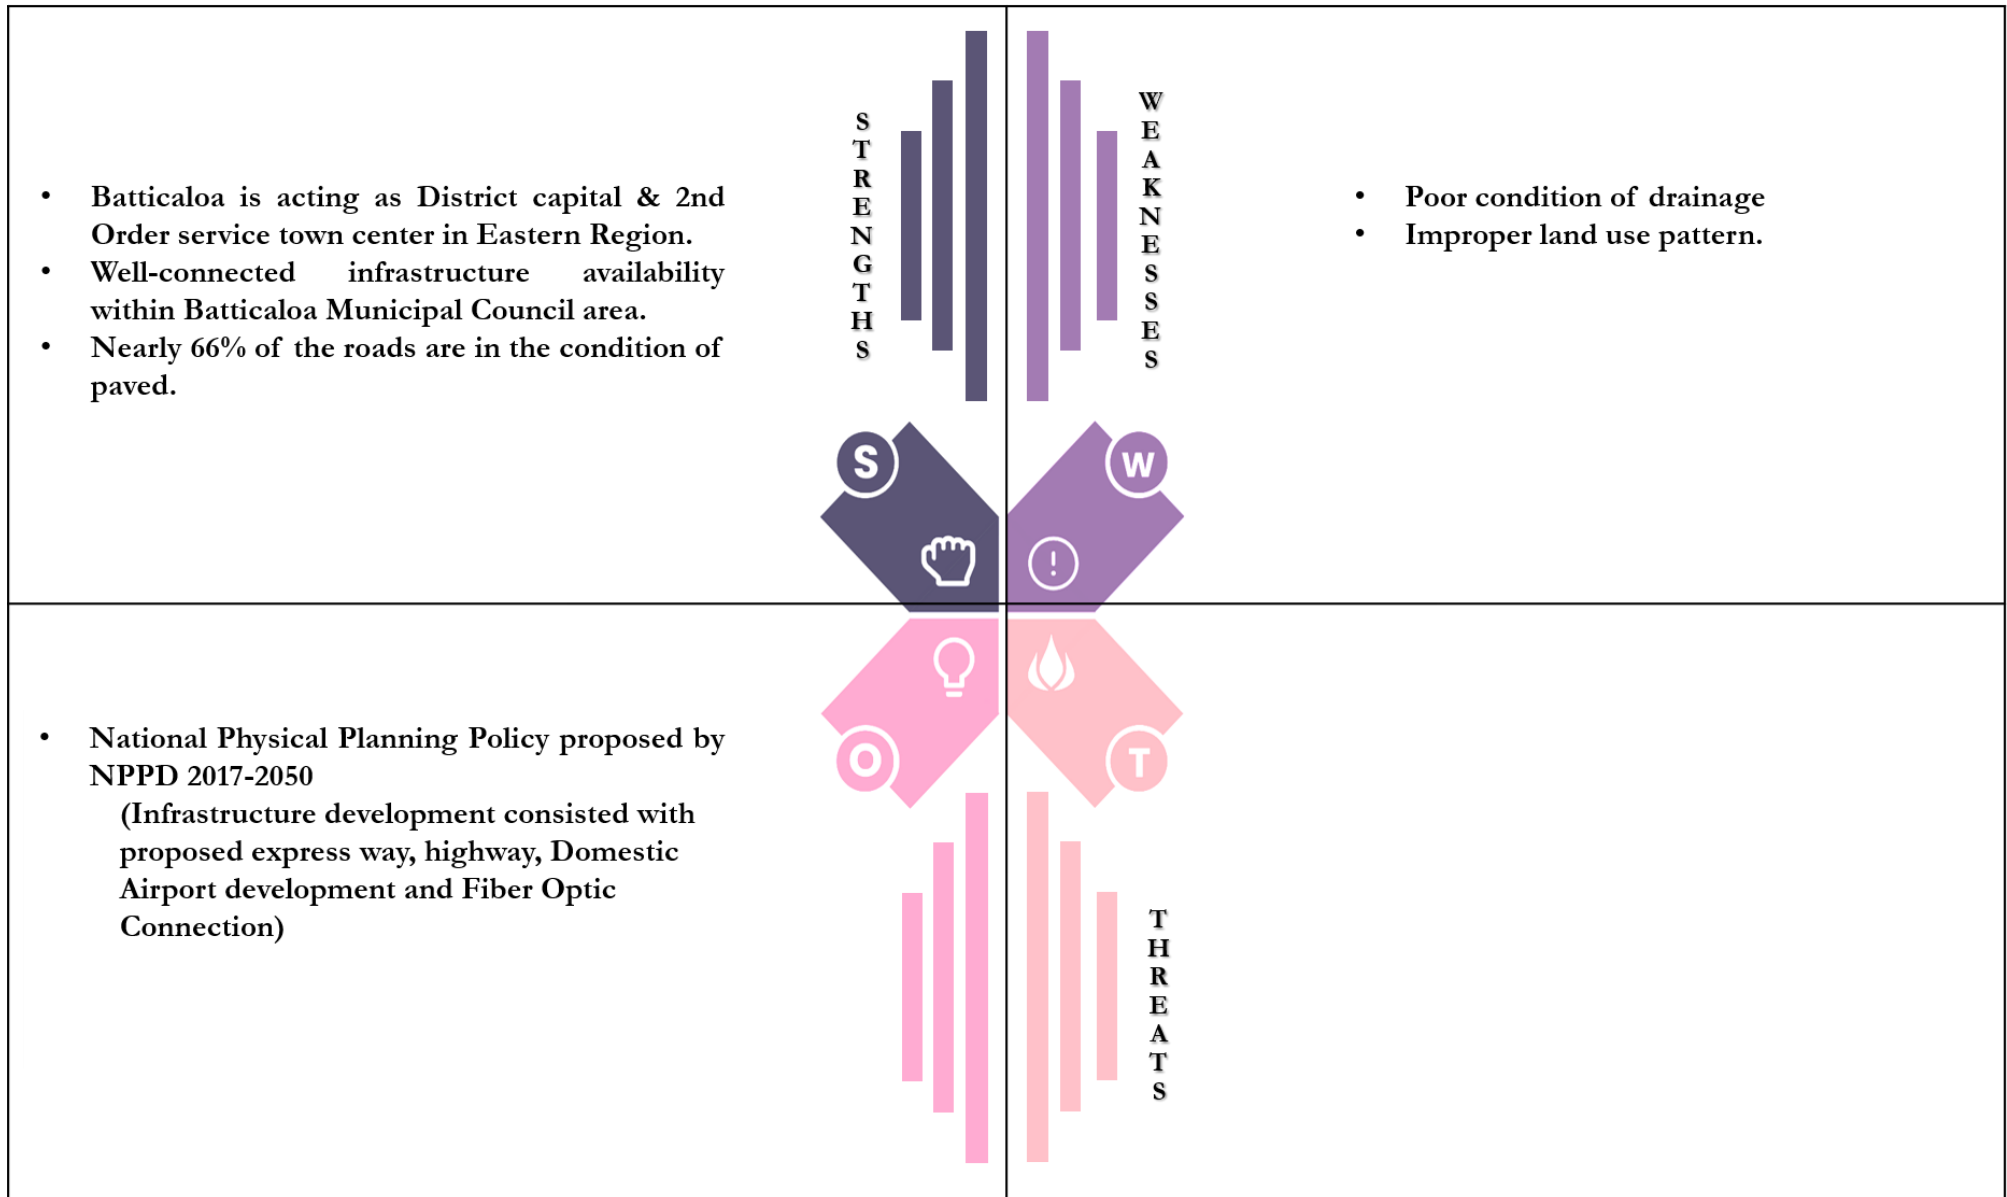 • Batticaloa is acting as District capital & 2nd
Order service town center in Eastern Region.
• Well-connected infrastructure availability
within Batticaloa Municipal Council area.
• Nearly 66% of the roads are in the condition of
paved.
STRENGTHS
S
WEAKNESSES
W
• Poor condition of drainage
• Improper land use pattern.
• National Physical Planning Policy proposed by
NPPD 2017-2050
(Infrastructure development consisted with
proposed express way, highway, Domestic
Airport development and Fiber Optic
Connection)
O
T
THREATS